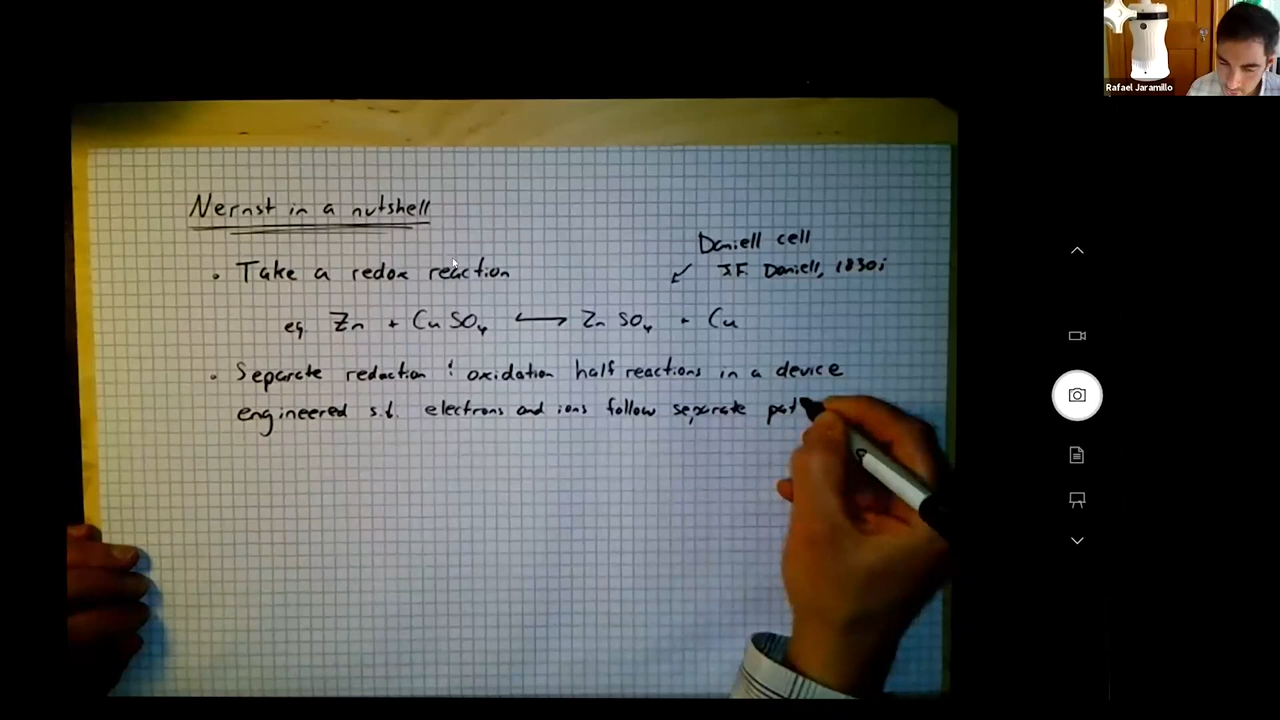 Rafael Jaramillo
Nernst in a nutshell
Daniell cell
• Take a redox reaction
J.F. Daniell, 1830's
eg. Zn + CuSO₄ ⟷ ZnSO₄ + Cu
• Separate reduction & oxidation half reactions in a device
engineered s.t. electrons and ions follow separate pat